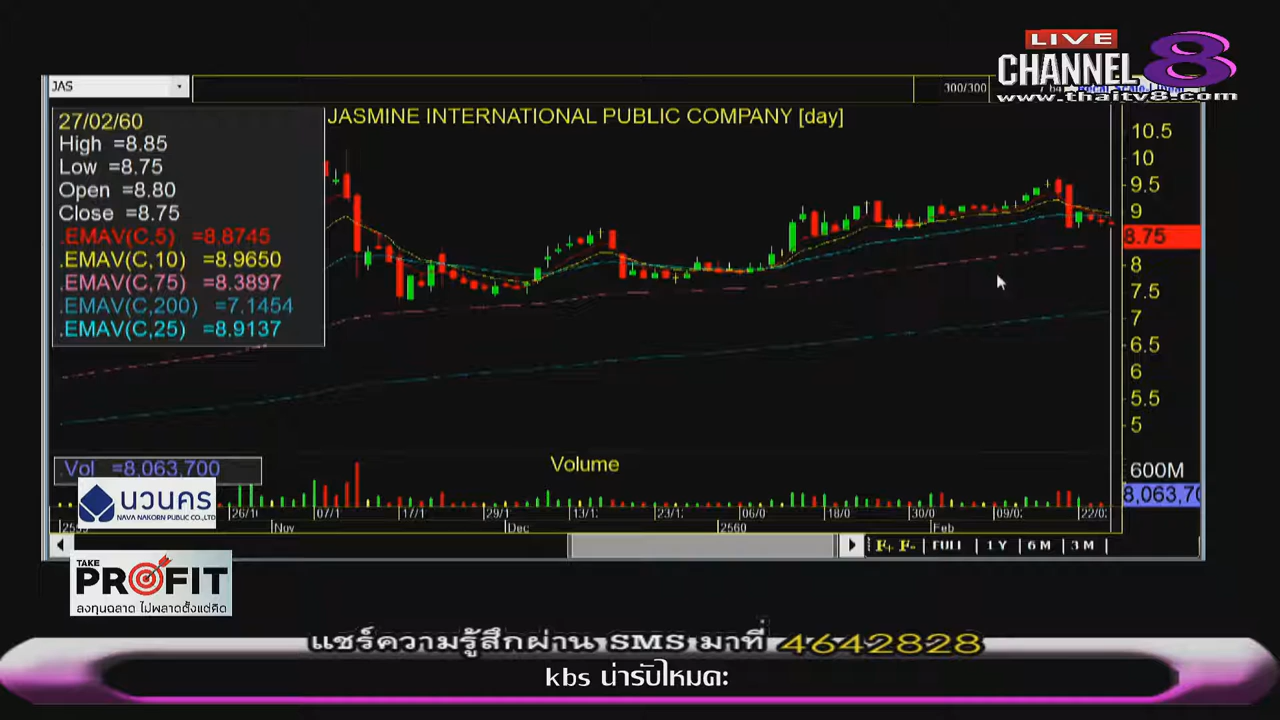 LIVE
CHANNEL 8
www.thaitv8.com
JAS
300/300
27/02/60
High =8.85
Low =8.75
Open =8.80
Close =8.75
.EMAV(C,5) =8.8745
.EMAV(C,10) =8.9650
.EMAV(C,75) =8.3897
.EMAV(C,200) =7.1454
.EMAV(C,25) =8.9137
JASMINE INTERNATIONAL PUBLIC COMPANY [day]
10.5
10
9.5
9
8.75
8
7.5
7
6.5
6
5.5
5
.Vol =8,063,700
Volume
600M
8,063,70
26/10 07/1 17/1 29/1 13/1 23/1 06/0 18/0 30/0 09/0 22/0
Nov Dec 2560 Feb
F+ F- FULL 1 Y 6 M 3 M
นวนคร
NAVA NAKORN PUBLIC CO.,LTD
TAKE
PROFIT
ลงทุนฉลาด ไม่พลาดตั้งแต่คิด
แชร์ความรู้สึกผ่าน SMS มาที่ 4642828
kbs น่ารับไหมคะ